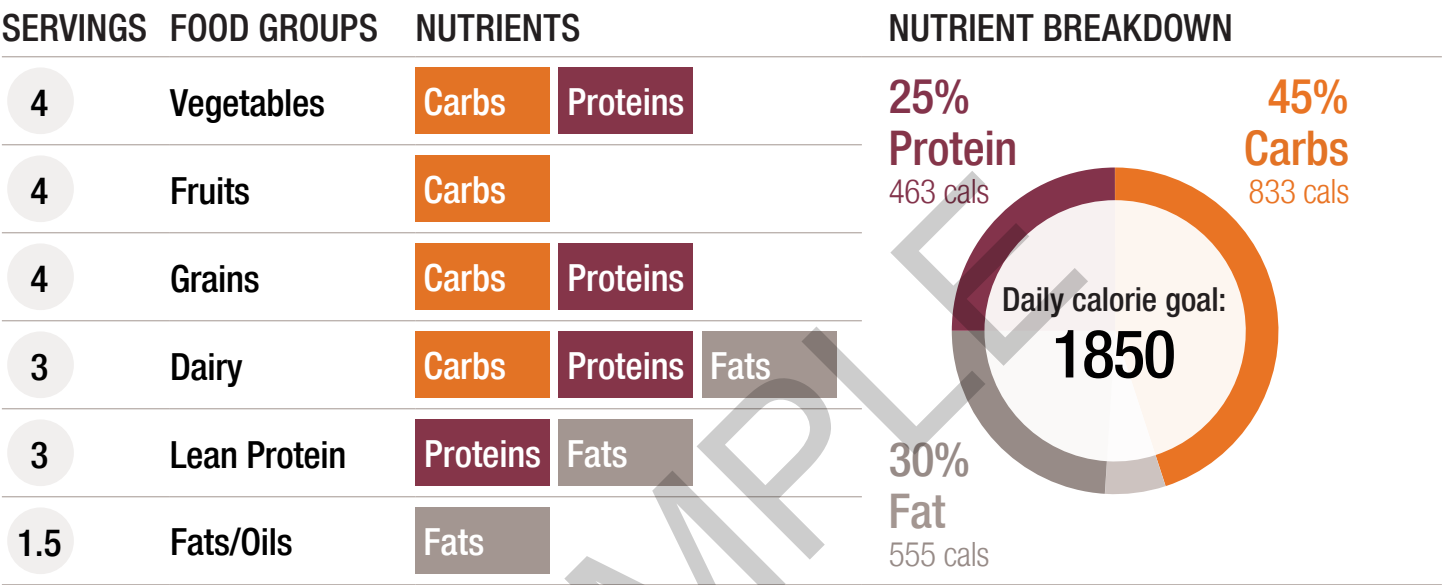 SERVINGS FOOD GROUPS NUTRIENTS
4 Vegetables Carbs Proteins
4 Fruits Carbs
4 Grains Carbs Proteins
3 Dairy Carbs Proteins Fats
3 Lean Protein Proteins Fats
1.5 Fats/Oils Fats
NUTRIENT BREAKDOWN
25%
Protein
463 cals
45%
Carbs
833 cals
Daily calorie goal:
1850
30%
Fat
555 cals
MPLE